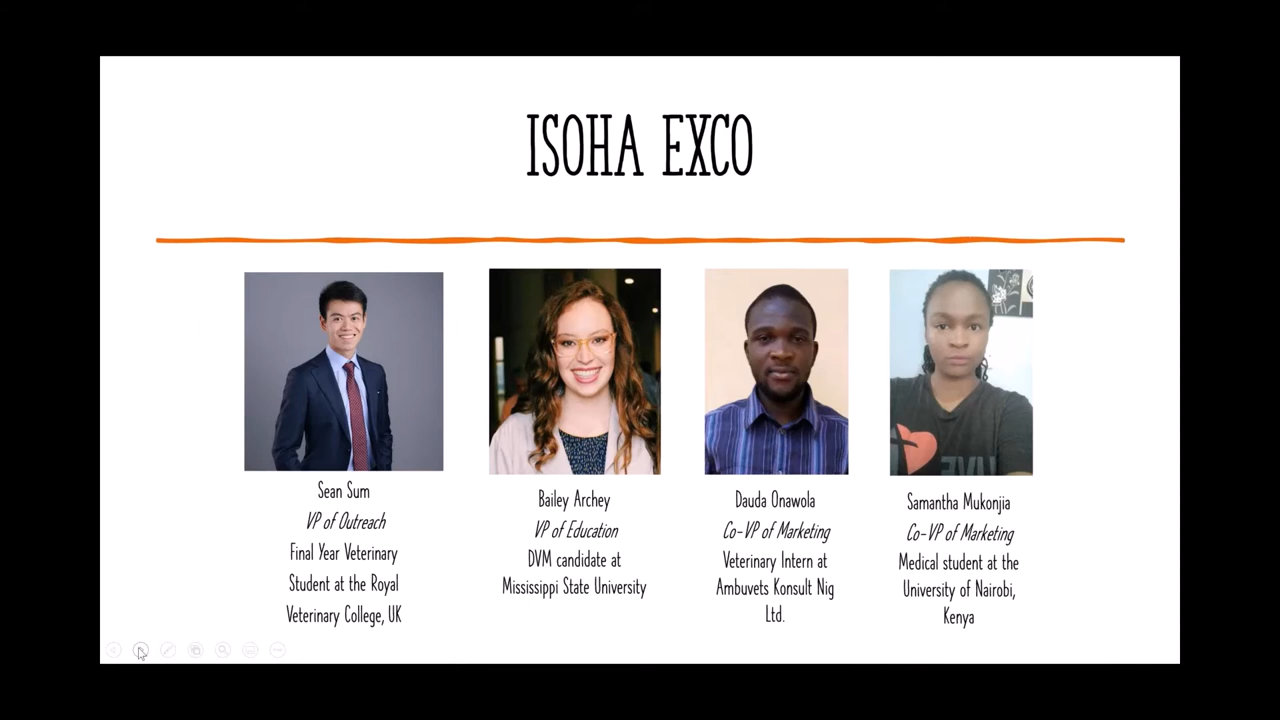 ISOHA EXCO
Sean Sum
VP of Outreach
Final Year Veterinary
Student at the Royal
Veterinary College, UK
Bailey Archey
VP of Education
DVM candidate at
Mississippi State University
Dauda Onawola
Co-VP of Marketing
Veterinary Intern at
Ambuvets Konsult Nig
Ltd.
Samantha Mukonjia
Co-VP of Marketing
Medical student at the
University of Nairobi,
Kenya